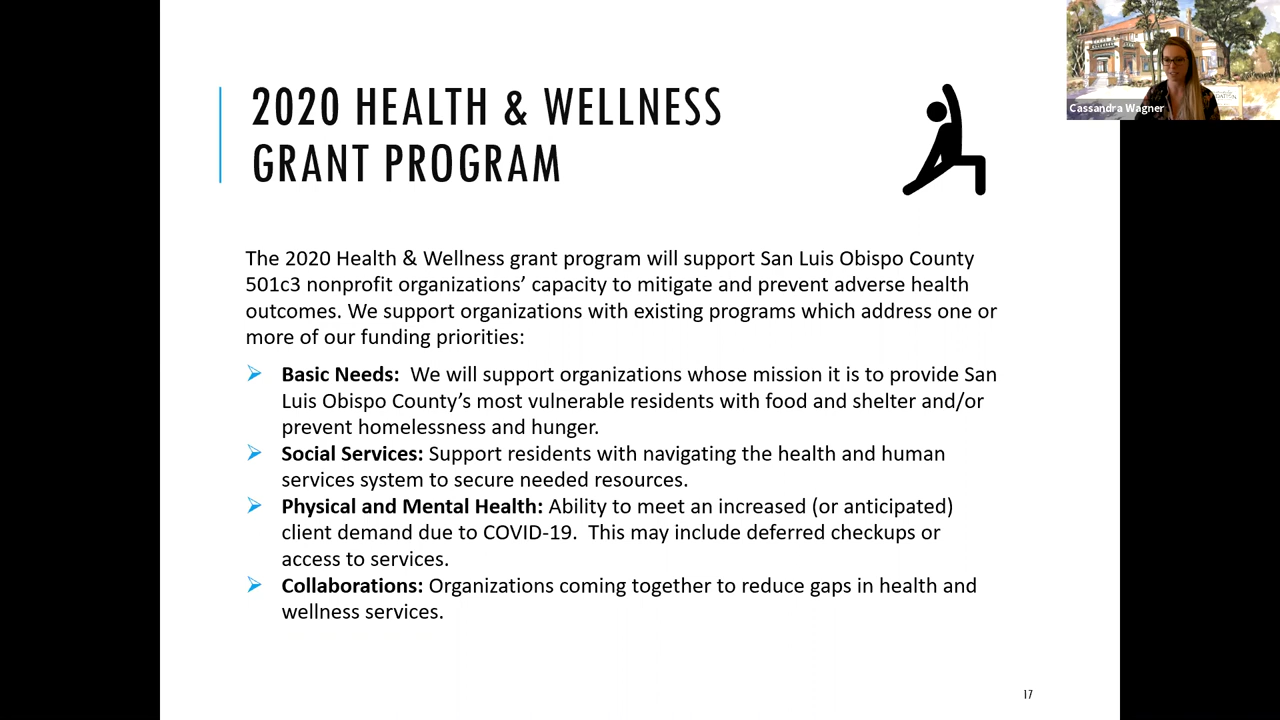 2020 HEALTH & WELLNESS
GRANT PROGRAM
Cassandra Wagner
The 2020 Health & Wellness grant program will support San Luis Obispo County
501c3 nonprofit organizations’ capacity to mitigate and prevent adverse health
outcomes. We support organizations with existing programs which address one or
more of our funding priorities:
Basic Needs:  We will support organizations whose mission it is to provide San
Luis Obispo County’s most vulnerable residents with food and shelter and/or
prevent homelessness and hunger.
Social Services: Support residents with navigating the health and human
services system to secure needed resources.
Physical and Mental Health: Ability to meet an increased (or anticipated)
client demand due to COVID-19.  This may include deferred checkups or
access to services.
Collaborations: Organizations coming together to reduce gaps in health and
wellness services.
17